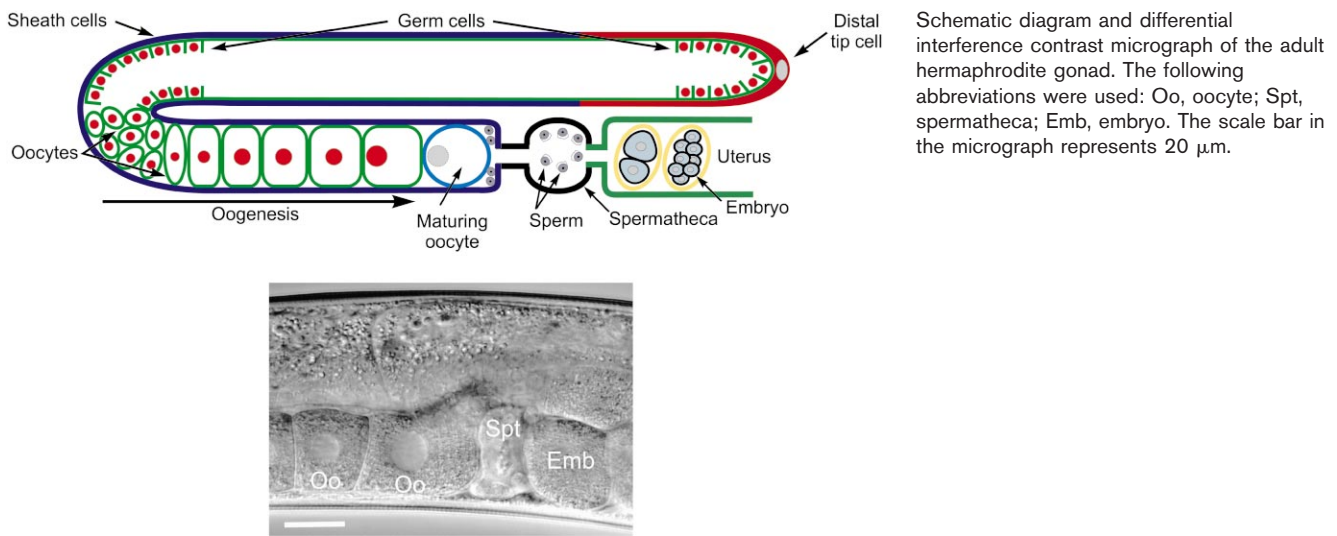 Sheath cells
Germ cells
Distal
tip cell
Oocytes
Oogenesis
Maturing
oocyte
Sperm
Spermatheca
Uterus
Embryo
Schematic diagram and differential
interference contrast micrograph of the adult
hermaphrodite gonad. The following
abbreviations were used: Oo, oocyte; Spt,
spermatheca; Emb, embryo. The scale bar in
the micrograph represents 20 μm.
Oo
Oo
Spt
Emb